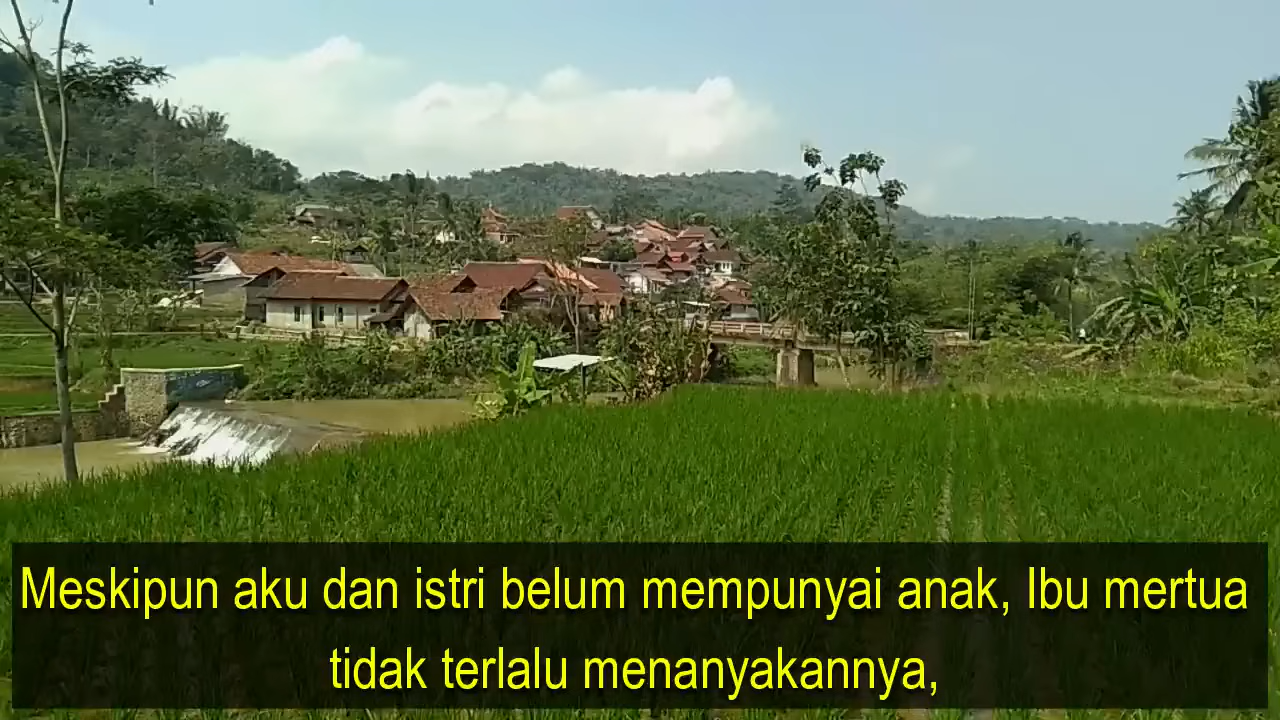 Meskipun aku dan istri belum mempunyai anak, Ibu mertua
tidak terlalu menanyakannya,